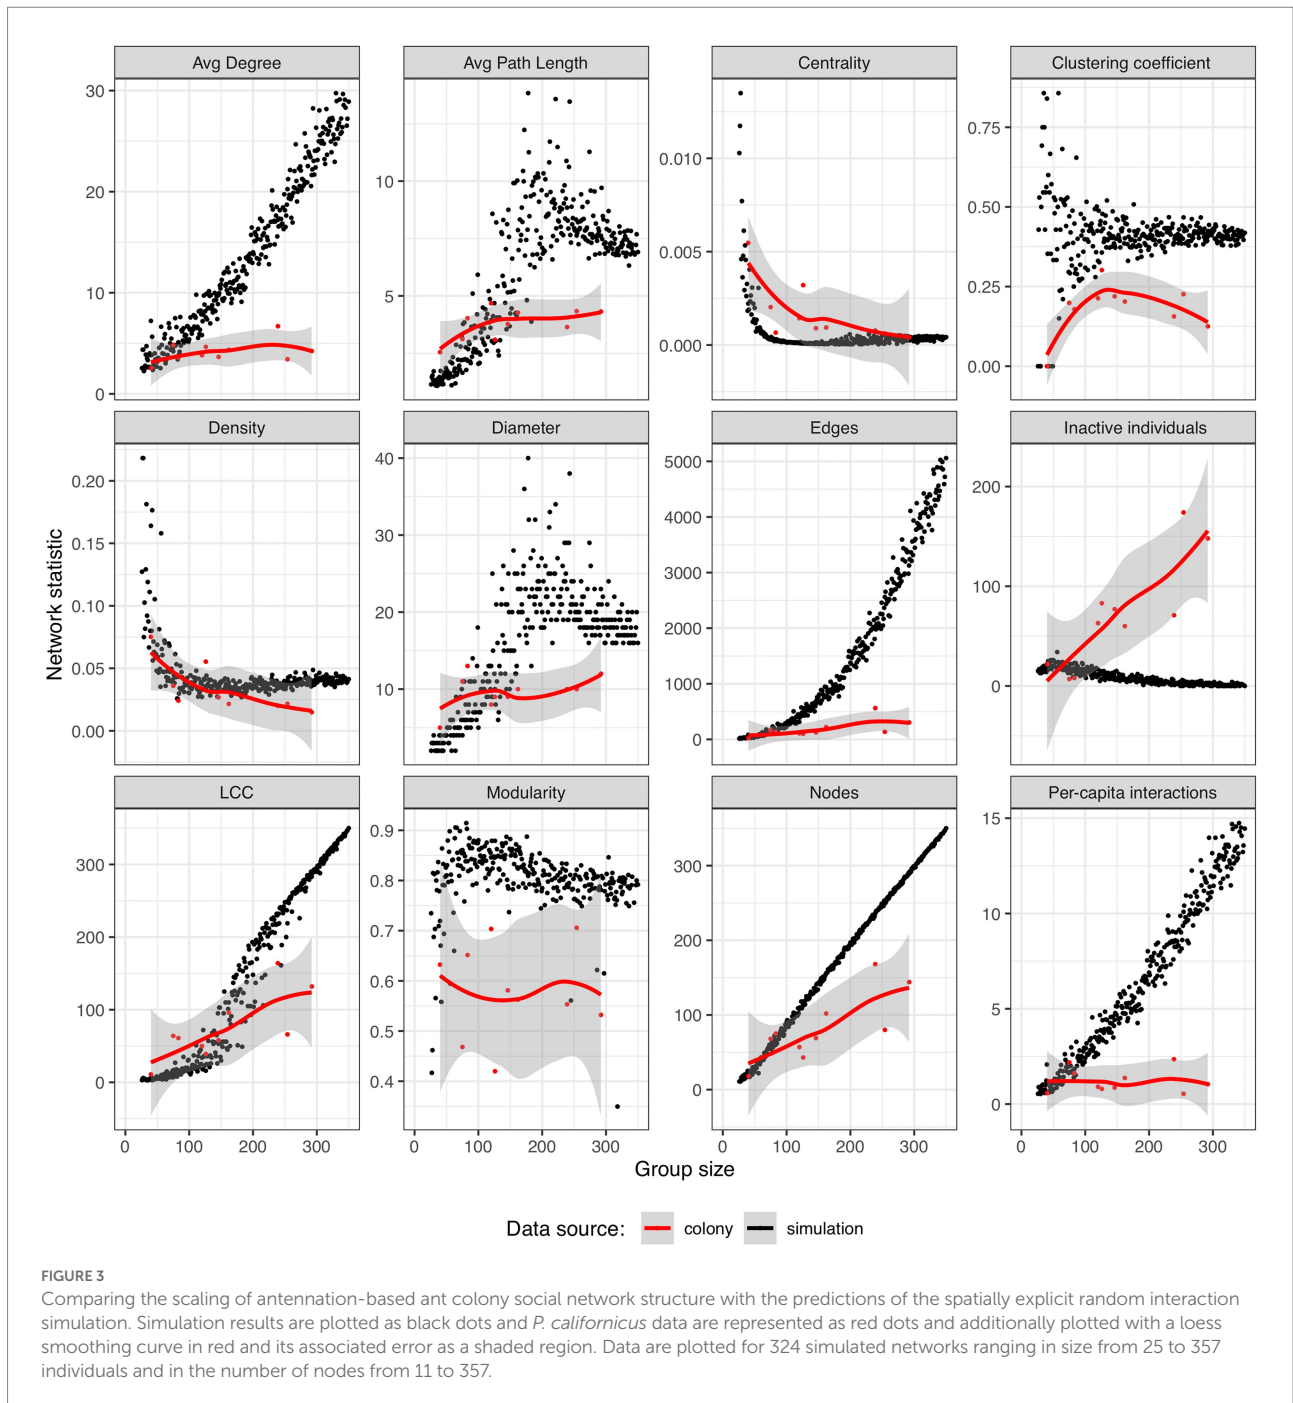 Avg Degree
Avg Path Length
Centrality
Clustering coefficient
30
20
10
0
10
5
0.010
0.005
0.000
0.75
0.50
0.25
0.00
Density
Diameter
Edges
Inactive individuals
0.20
0.15
0.10
0.05
0.00
40
30
20
10
5000
4000
3000
2000
1000
0
200
100
0
Network statistic
LCC
Modularity
Nodes
Per-capita interactions
300
200
100
0
0.9
0.8
0.7
0.6
0.5
0.4
300
200
100
0
15
10
5
0
0 100 200 300
0 100 200 300
0 100 200 300
0 100 200 300
Group size
Data source: colony simulation
FIGURE 3
Comparing the scaling of antennation-based ant colony social network structure with the predictions of the spatially explicit random interaction
simulation. Simulation results are plotted as black dots and P. californicus data are represented as red dots and additionally plotted with a loess
smoothing curve in red and its associated error as a shaded region. Data are plotted for 324 simulated networks ranging in size from 25 to 357
individuals and in the number of nodes from 11 to 357.